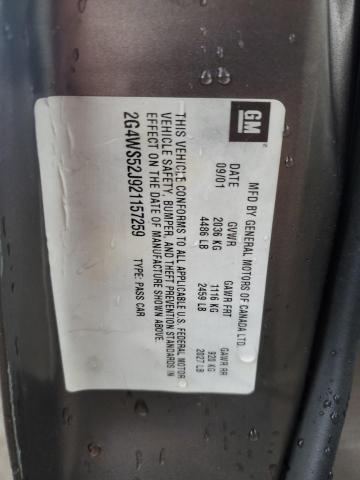 GM
MFD BY GENERAL MOTORS OF CANADA LTD.
DATE GVWR GAWR FRT GAWR RR
09/01 2036 KG 1116 KG 920 KG
4486 LB 2459 LB 2027 LB
THIS VEHICLE CONFORMS TO ALL APPLICABLE U.S. FEDERAL MOTOR
VEHICLE SAFETY, BUMPER, AND THEFT PREVENTION STANDARDS IN
EFFECT ON THE DATE OF MANUFACTURE SHOWN ABOVE.
2G4WS52J921157259 TYPE: PASS CAR